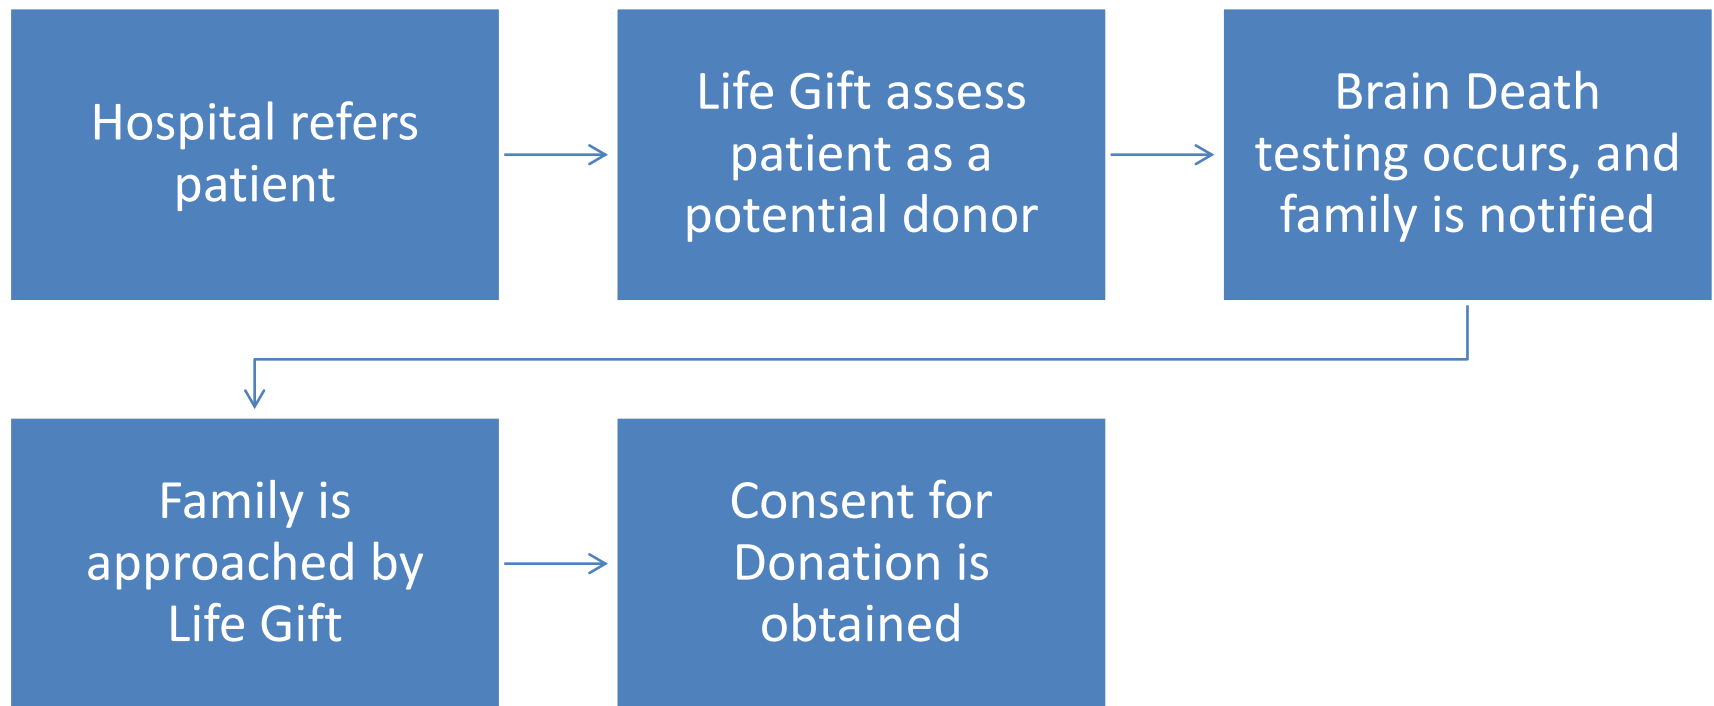 Hospital refers
patient
Life Gift assess
patient as a
potential donor
Brain Death
testing occurs, and
family is notified
Family is
approached by
Life Gift
Consent for
Donation is
obtained